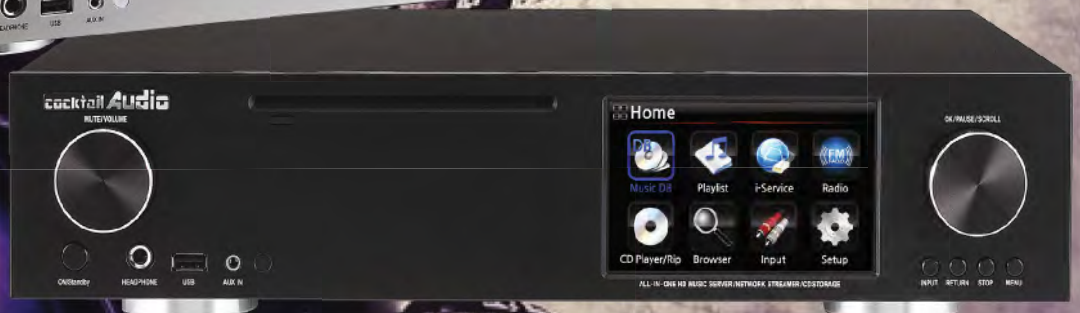 HEADPHONE
USB
AUX IN
cocktail Audio
MUTE/VOLUME
ON/Standby
HEADPHONE
USB
AUX IN
Home
Music DB
Playlist
i-Service
FM
Radio
CD Player/Rip
Browser
Input
Setup
ALL-IN-ONE HD MUSIC SERVER/NETWORK STREAMER/CD STORAGE
OK/PAUSE/SCROLL
INPUT
RETURN
STOP
MENU